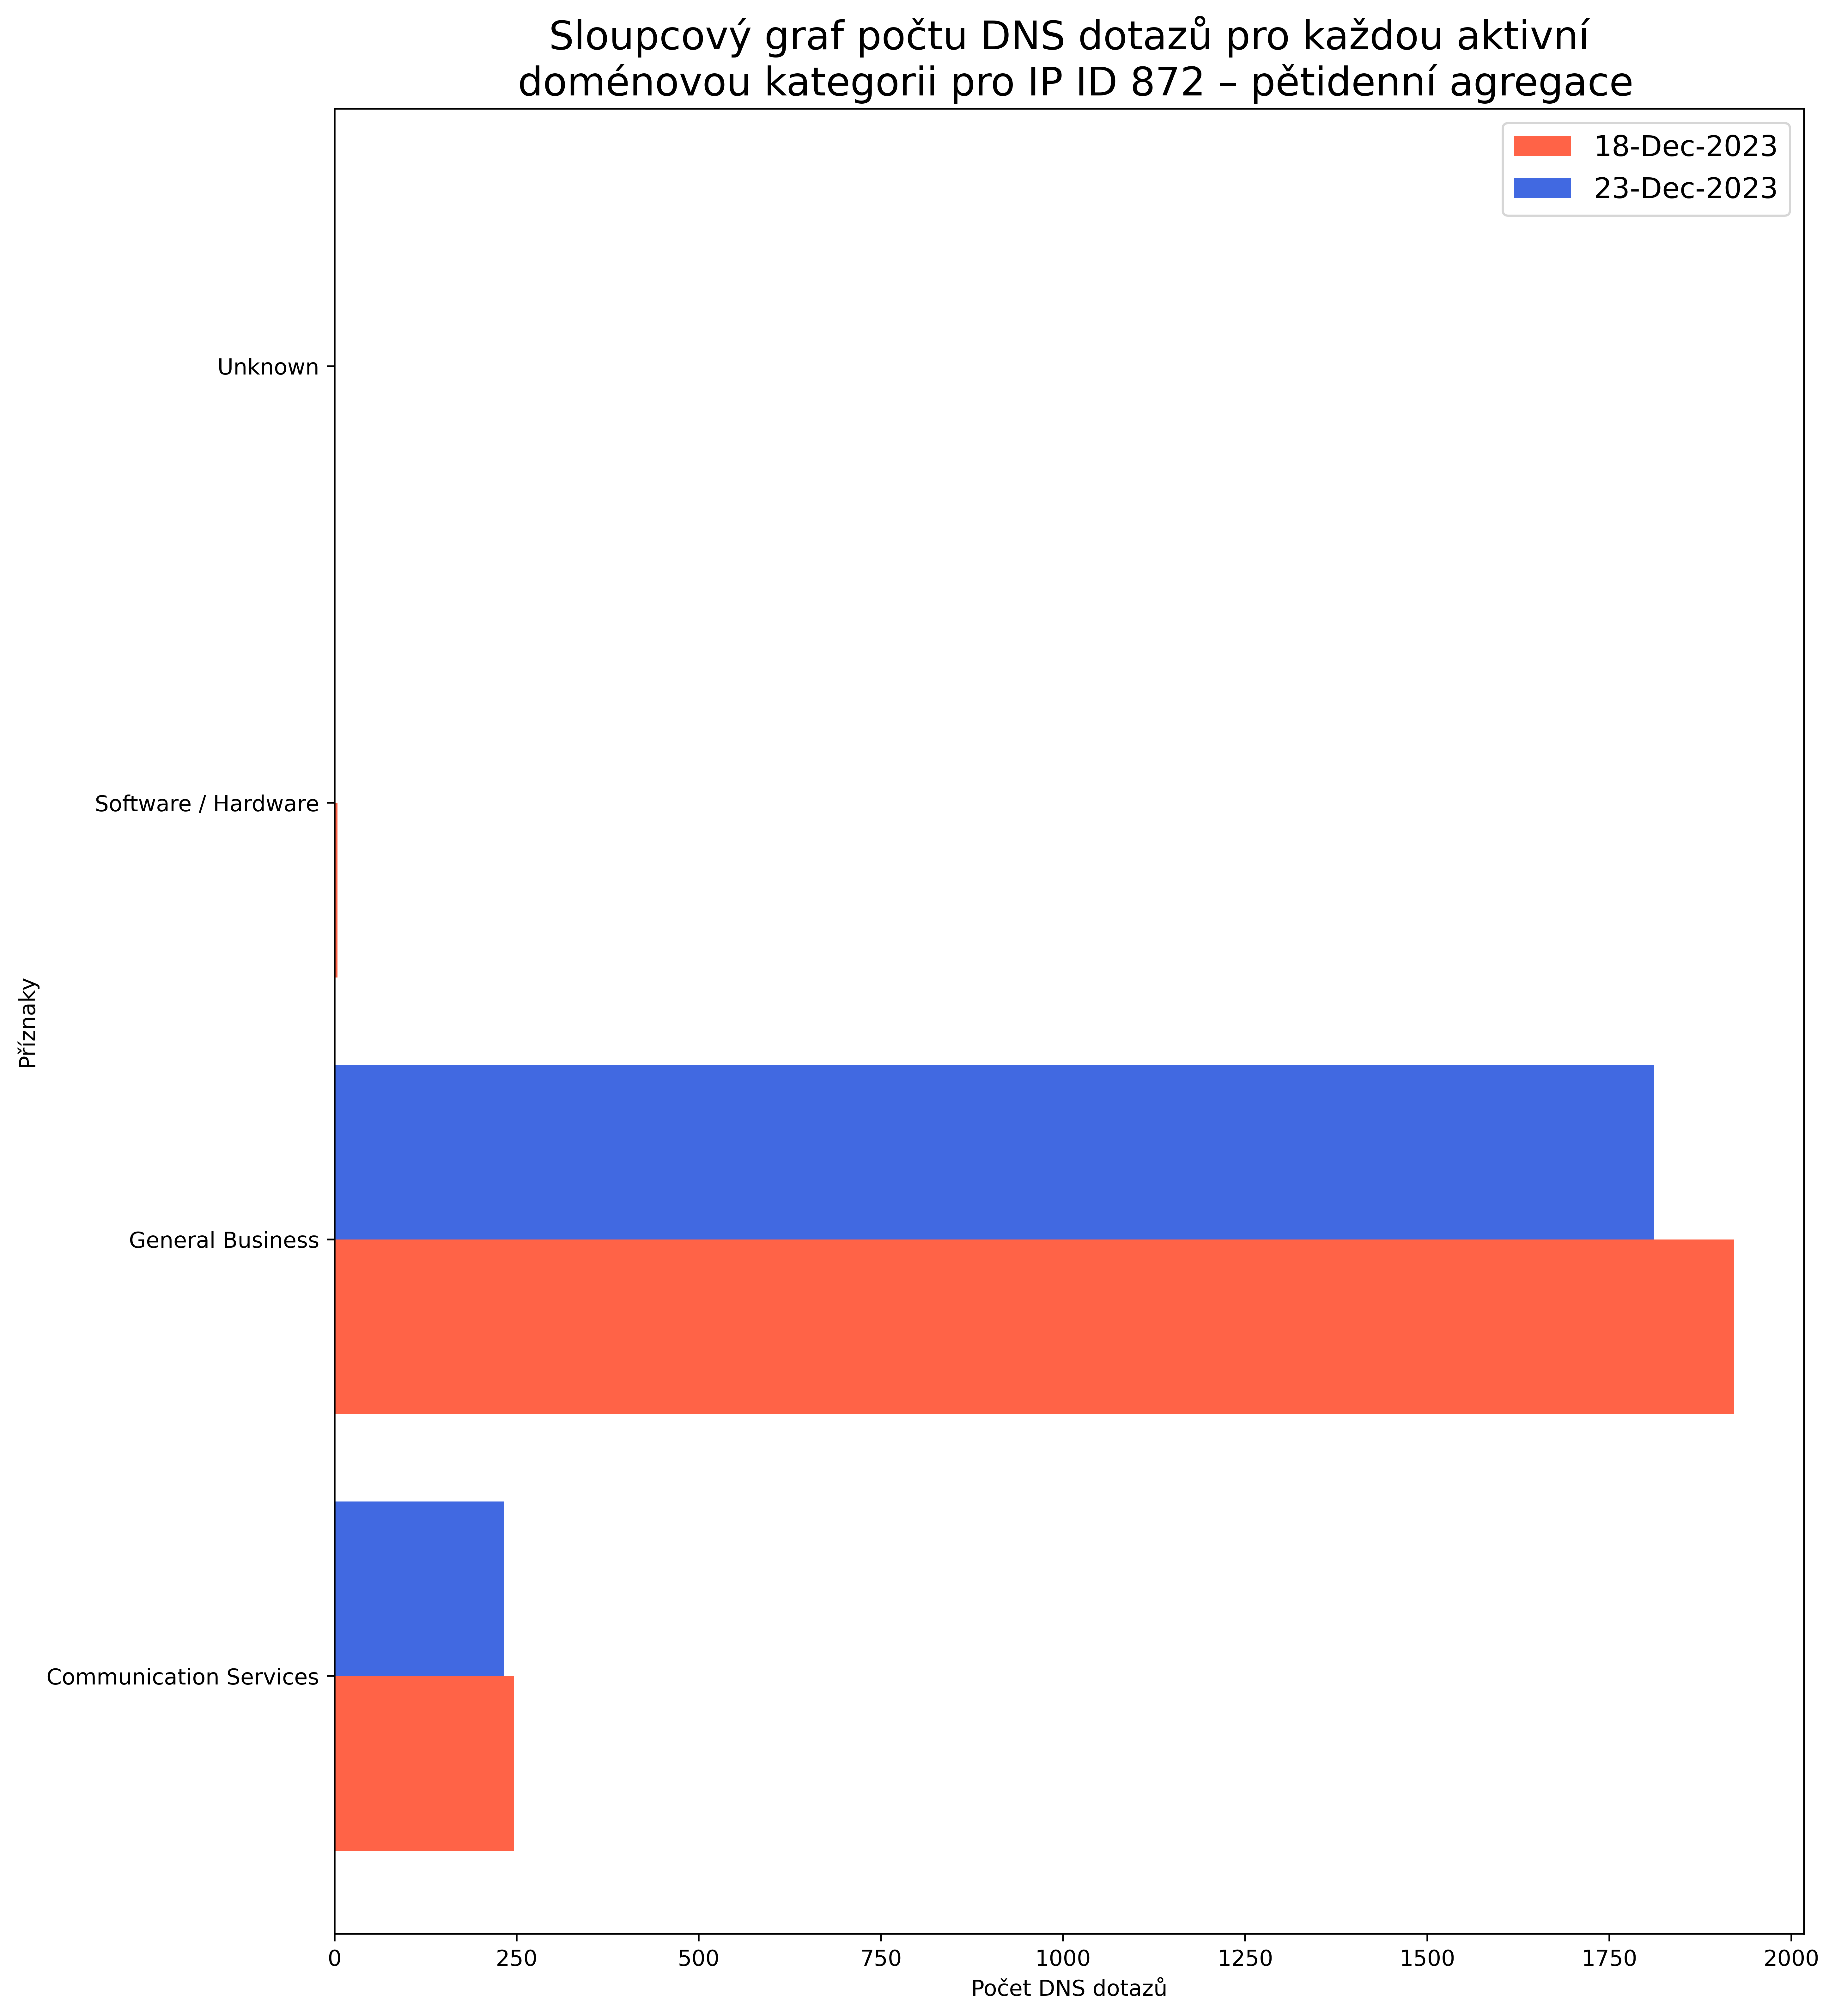 Sloupcový graf počtu DNS dotazů pro každou aktivní
doménovou kategorii pro IP ID 872 – pětidenní agregace
18-Dec-2023
23-Dec-2023
Unknown
Software / Hardware
General Business
Communication Services
Příznaky
0 250 500 750 1000 1250 1500 1750 2000
Počet DNS dotazů